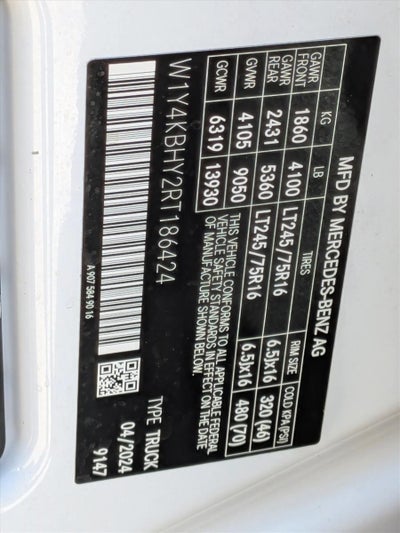 MFD BY MERCEDES-BENZ AG
KG LB TIRES RIM SIZE COLD KPA (PSI)
GAWR FRONT 1860 4100 LT245/75R16 6.5Jx16 320 (46)
GAWR REAR 2431 5360 LT245/75R16 6.5Jx16 480 (70)
GVWR 4105 9050
GCWR 6319 13930
THIS VEHICLE CONFORMS TO ALL APPLICABLE FEDERAL
MOTOR VEHICLE SAFETY STANDARDS IN EFFECT ON THE DATE
OF MANUFACTURE SHOWN BELOW.
W1Y4KBHY2RT186424
TYPE TRUCK
04/2024
9147
A 907 584 90 16